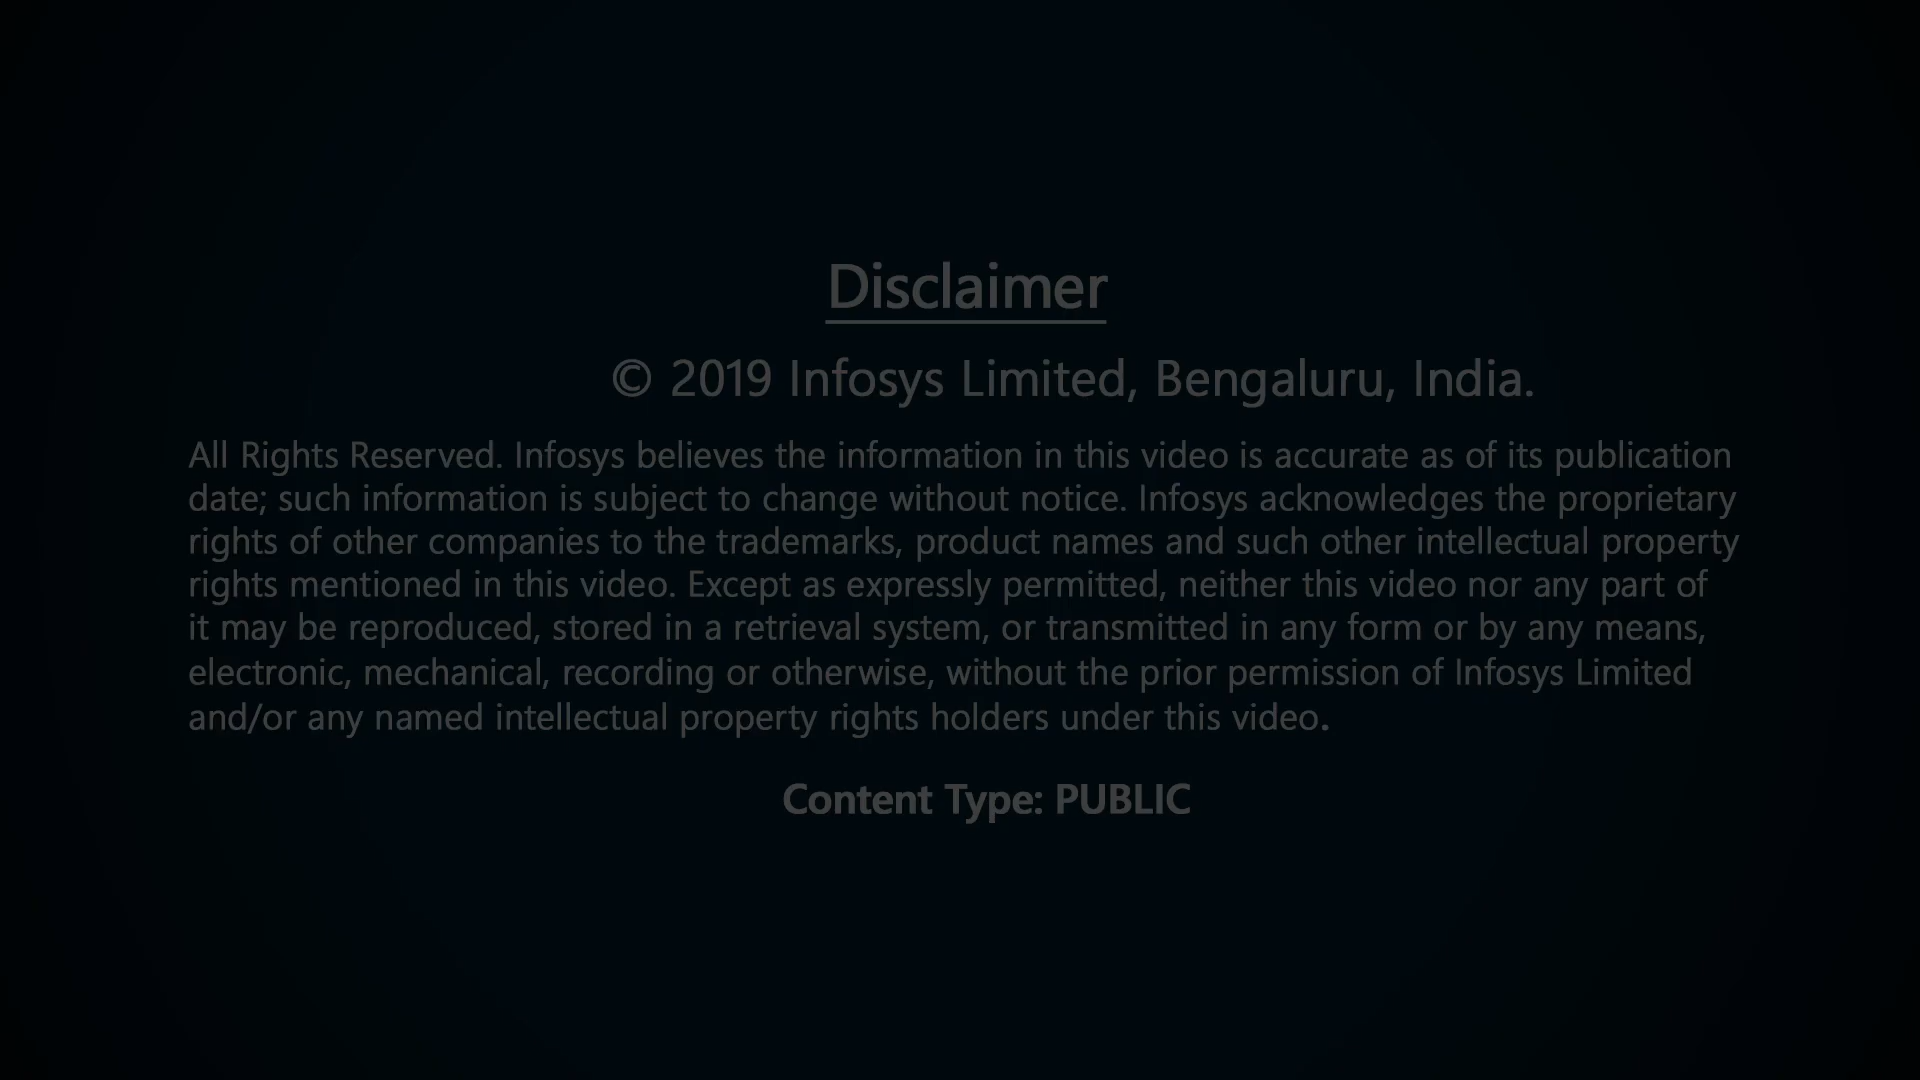 Disclaimer
© 2019 Infosys Limited, Bengaluru, India.
All Rights Reserved. Infosys believes the information in this video is accurate as of its publication
date; such information is subject to change without notice. Infosys acknowledges the proprietary
rights of other companies to the trademarks, product names and such other intellectual property
rights mentioned in this video. Except as expressly permitted, neither this video nor any part of
it may be reproduced, stored in a retrieval system, or transmitted in any form or by any means,
electronic, mechanical, recording or otherwise, without the prior permission of Infosys Limited
and/or any named intellectual property rights holders under this video.
Content Type: PUBLIC